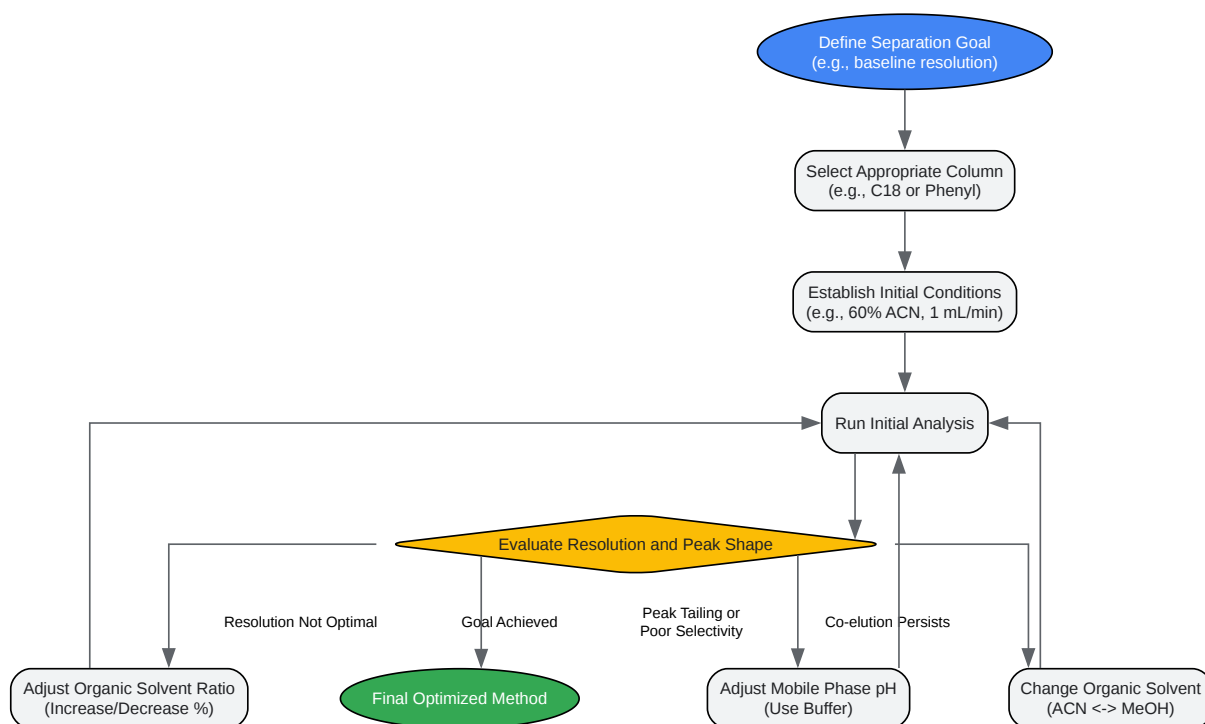 Define Separation Goal
(e.g., baseline resolution)
Select Appropriate Column
(e.g., C18 or Phenyl)
Establish Initial Conditions
(e.g., 60% ACN, 1 mL/min)
Run Initial Analysis
Evaluate Resolution and Peak Shape
Resolution Not Optimal
Goal Achieved
Peak Tailing or
Poor Selectivity
Co-elution Persists
Adjust Organic Solvent Ratio
(Increase/Decrease %)
Final Optimized Method
Adjust Mobile Phase pH
(Use Buffer)
Change Organic Solvent
(ACN <-> MeOH)